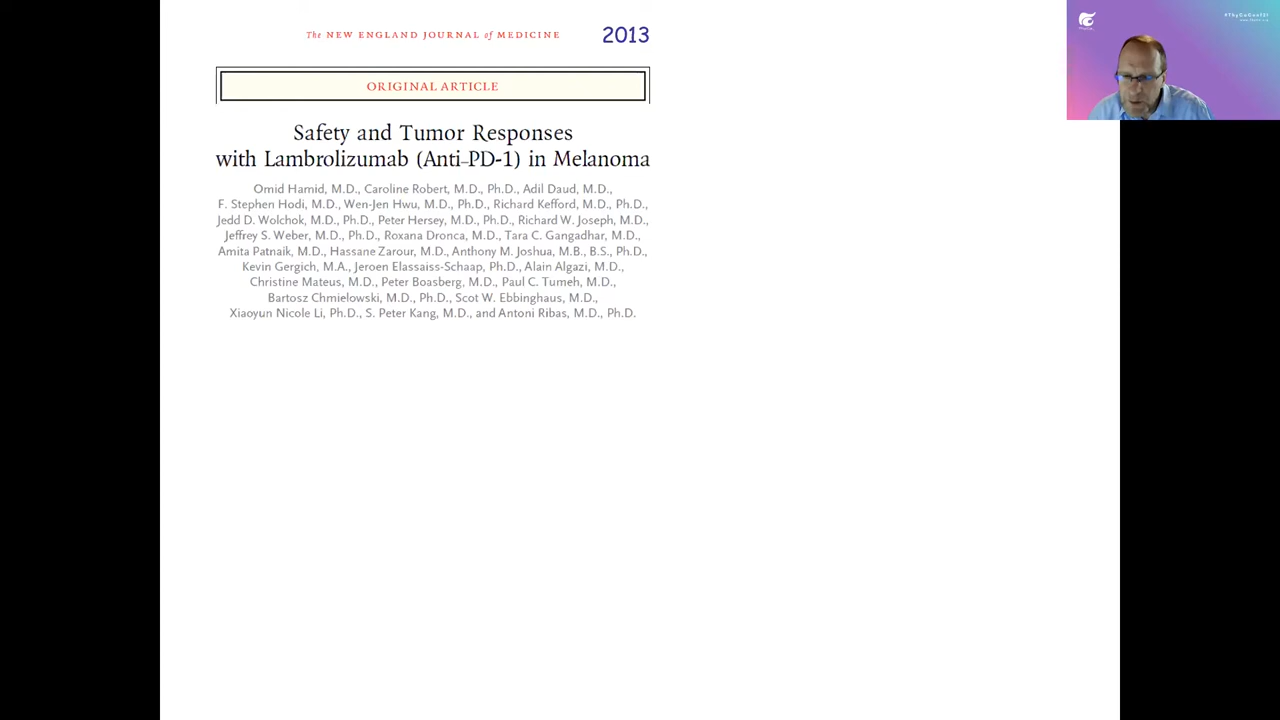 The NEW ENGLAND JOURNAL of MEDICINE
2013
ORIGINAL ARTICLE
Safety and Tumor Responses
with Lambrolizumab (Anti–PD-1) in Melanoma
Omid Hamid, M.D., Caroline Robert, M.D., Ph.D., Adil Daud, M.D.,
F. Stephen Hodi, M.D., Wen-Jen Hwu, M.D., Ph.D., Richard Kefford, M.D., Ph.D.,
Jedd D. Wolchok, M.D., Ph.D., Peter Hersey, M.D., Ph.D., Richard W. Joseph, M.D.,
Jeffrey S. Weber, M.D., Ph.D., Roxana Dronca, M.D., Tara C. Gangadhar, M.D.,
Amita Patnaik, M.D., Hassane Zarour, M.D., Anthony M. Joshua, M.B., B.S., Ph.D.,
Kevin Gergich, M.A., Jeroen Elassaiss-Schaap, Ph.D., Alain Algazi, M.D.,
Christine Mateus, M.D., Peter Boasberg, M.D., Paul C. Tumeh, M.D.,
Bartosz Chmielowski, M.D., Ph.D., Scot W. Ebbinghaus, M.D.,
Xiaoyun Nicole Li, Ph.D., S. Peter Kang, M.D., and Antoni Ribas, M.D., Ph.D.